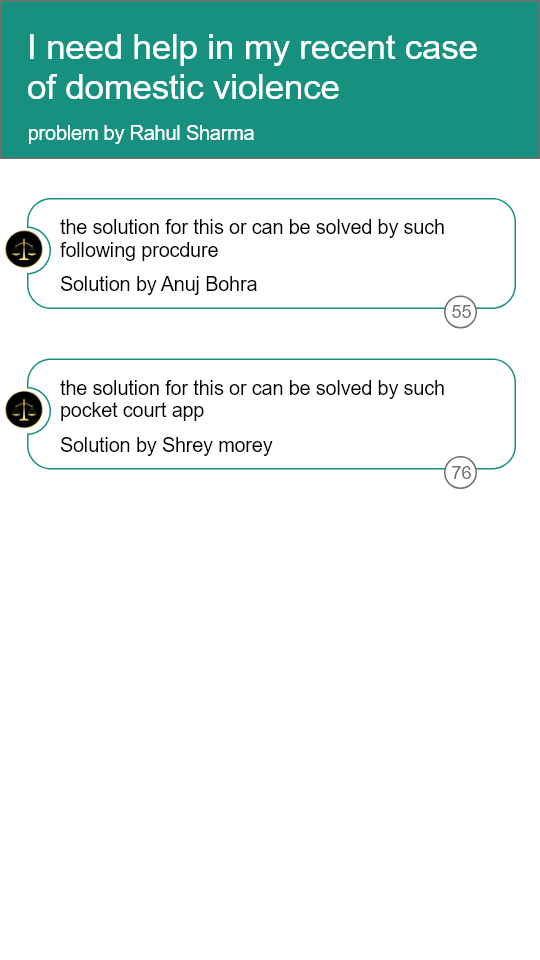 I need help in my recent case
of domestic violence
problem by Rahul Sharma
the solution for this or can be solved by such
following procdure
Solution by Anuj Bohra
55
the solution for this or can be solved by such
pocket court app
Solution by Shrey morey
76